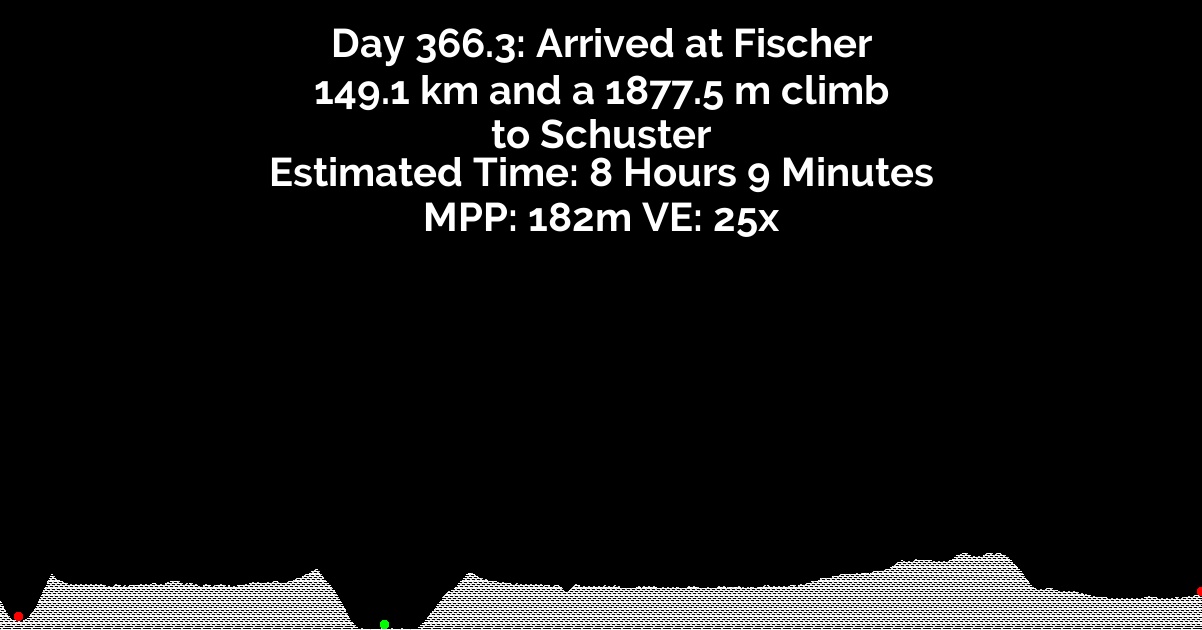 Day 366.3: Arrived at Fischer
149.1 km and a 1877.5 m climb
to Schuster
Estimated Time: 8 Hours 9 Minutes
MPP: 182m VE: 25x